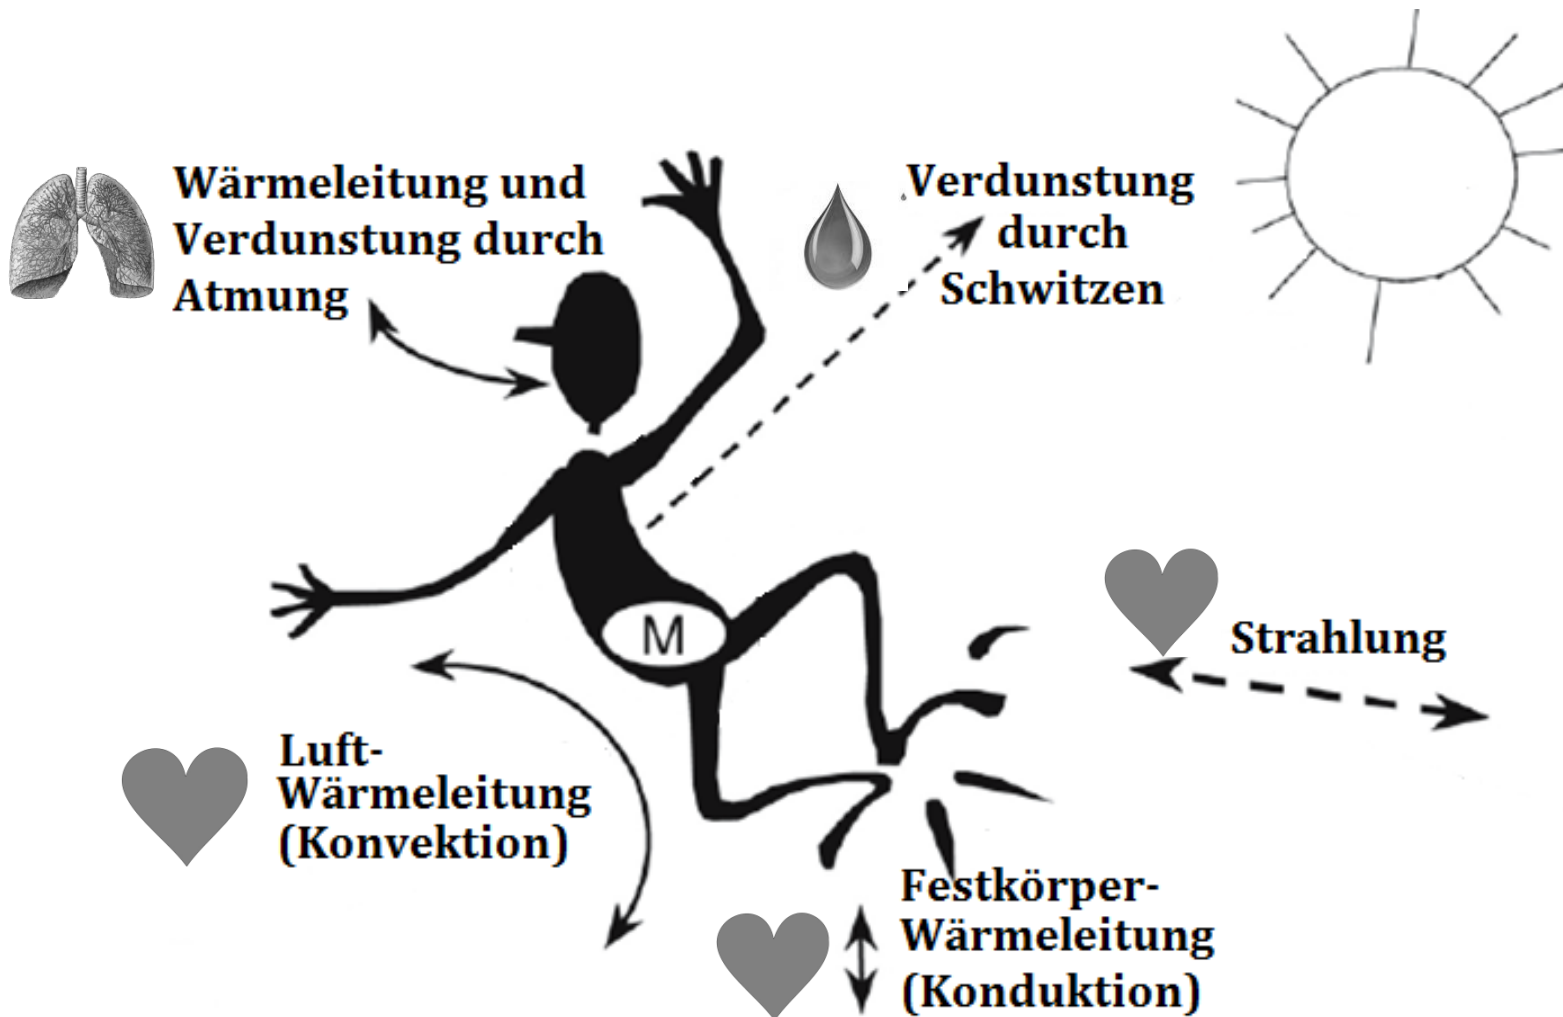 Wärmeleitung und
Verdunstung durch
Atmung
Verdunstung
durch
Schwitzen
M
Strahlung
Luft-
Wärmeleitung
(Konvektion)
Festkörper-
Wärmeleitung
(Konduktion)